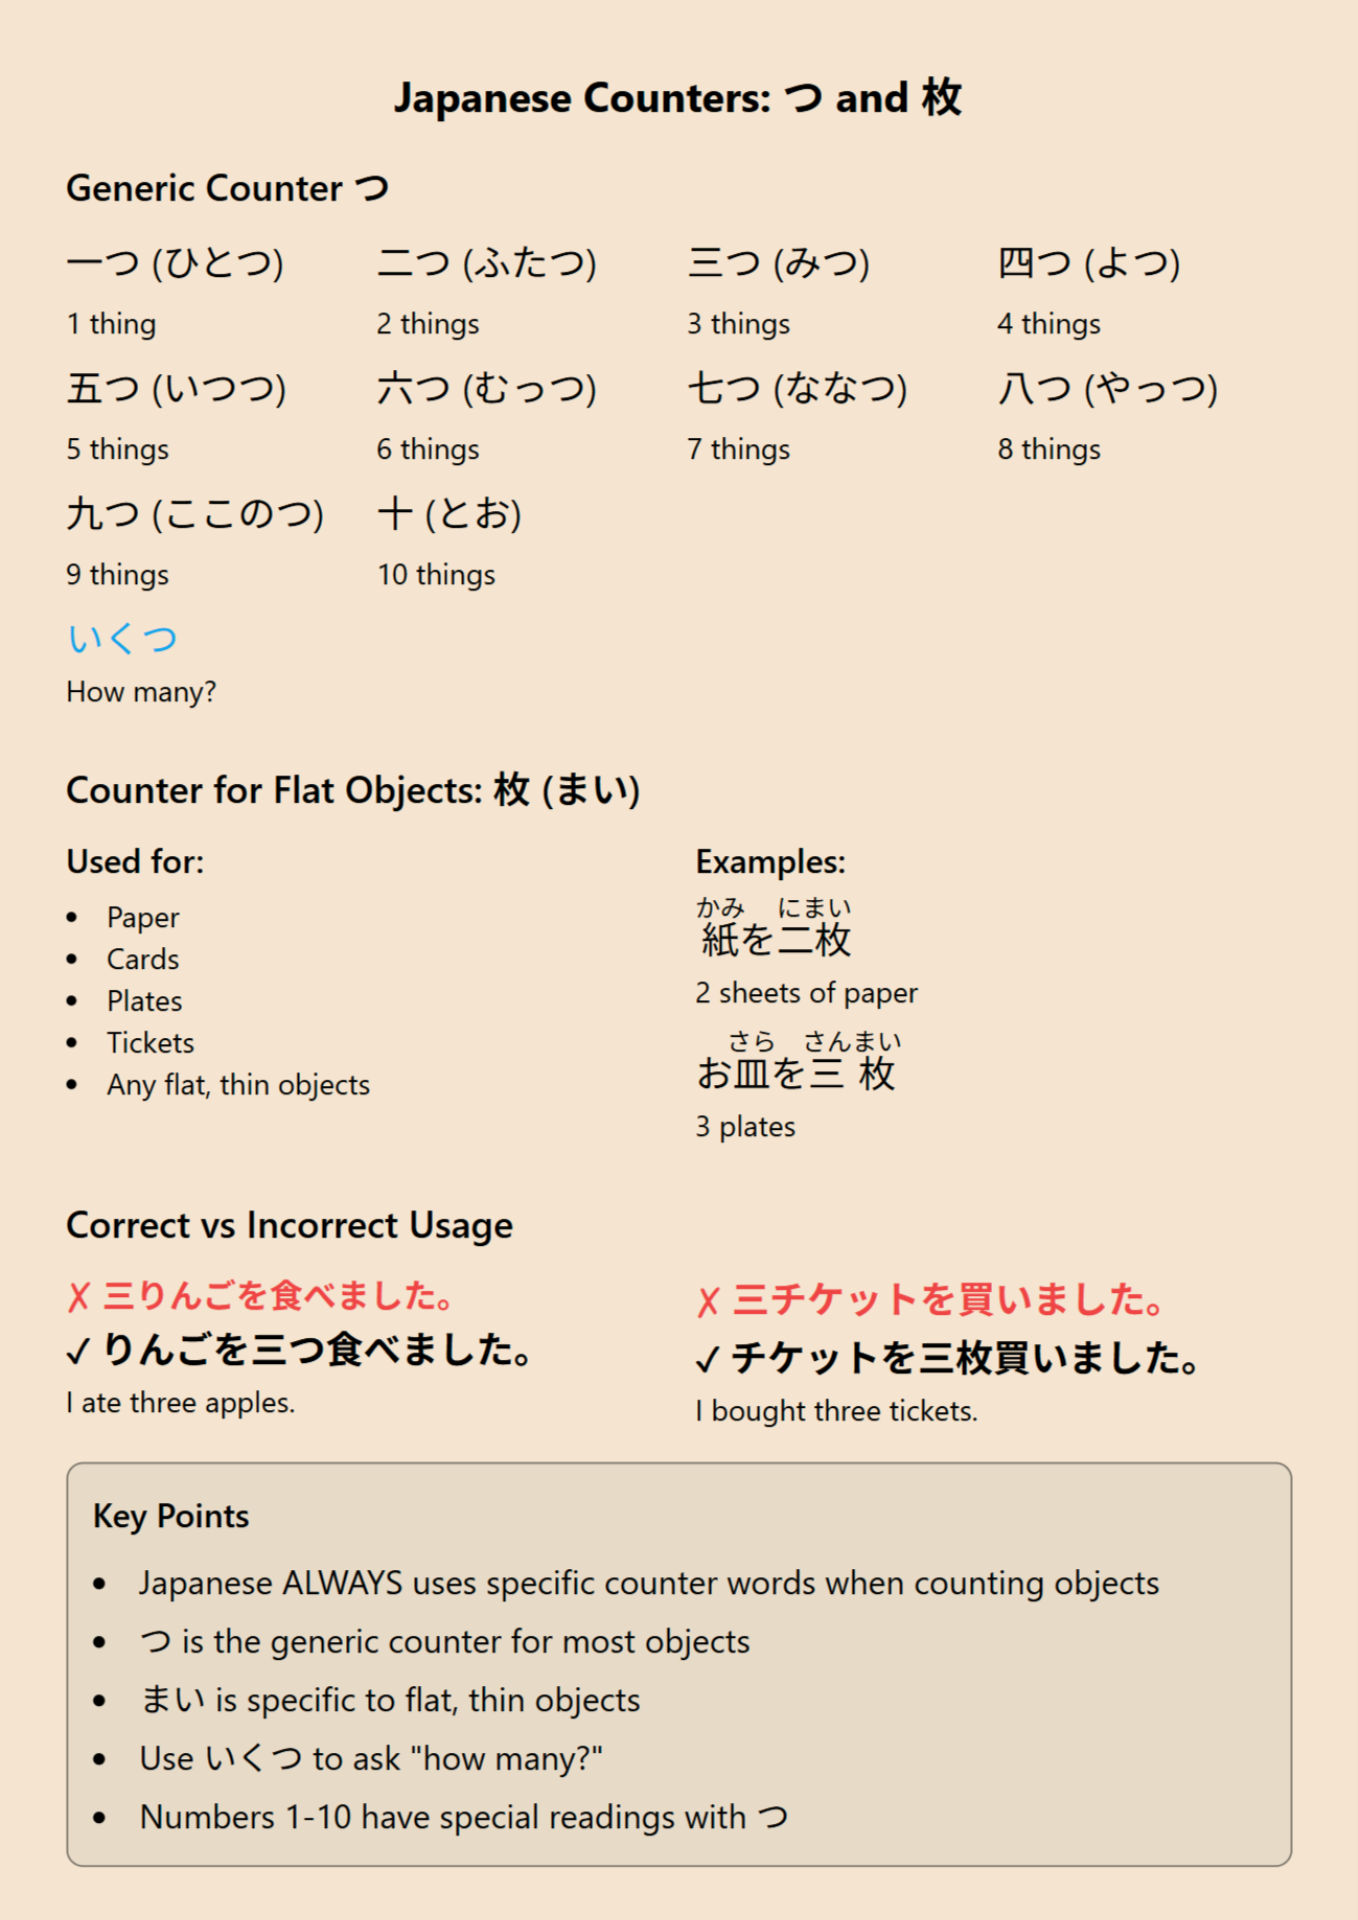 Japanese Counters: つ and 枚
Generic Counter つ
一つ (ひとつ) 二つ (ふたつ) 三つ (みつ) 四つ (よつ)
1 thing 2 things 3 things 4 things
五つ (いつつ) 六つ (むっつ) 七つ (ななつ) 八つ (やっつ)
5 things 6 things 7 things 8 things
九つ (ここのつ) 十 (とお)
9 things 10 things
いくつ
How many?
Counter for Flat Objects: 枚 (まい)
Used for:
• Paper
• Cards
• Plates
• Tickets
• Any flat, thin objects
Examples:
かみ にまい
紙を二枚
2 sheets of paper
さら さんまい
お皿を三枚
3 plates
Correct vs Incorrect Usage
✗ 三りんごを食べました。
✓ りんごを三つ食べました。
I ate three apples.
✗ 三チケットを買いました。
✓ チケットを三枚買いました。
I bought three tickets.
Key Points
• Japanese ALWAYS uses specific counter words when counting objects
• つ is the generic counter for most objects
• まい is specific to flat, thin objects
• Use いくつ to ask "how many?"
• Numbers 1-10 have special readings with つ